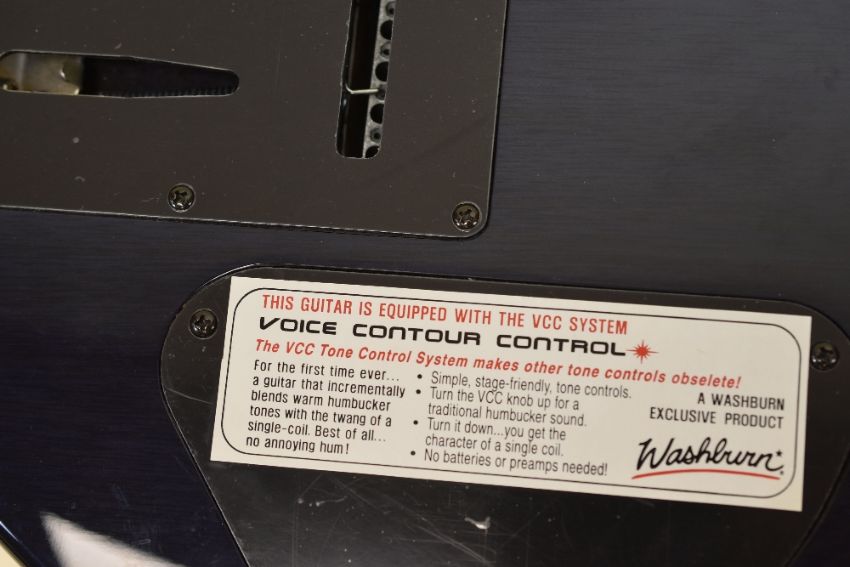 THIS GUITAR IS EQUIPPED WITH THE VCC SYSTEM
VOICE CONTOUR CONTROL
The VCC Tone Control System makes other tone controls obselete!
For the first time ever...
a guitar that incrementally
blends warm humbucker
tones with the twang of a
single-coil. Best of all...
no annoying hum!
• Simple, stage-friendly, tone controls.
• Turn the VCC knob up for a
traditional humbucker sound.
• Turn it down...you get the
character of a single coil.
• No batteries or preamps needed!
A WASHBURN
EXCLUSIVE PRODUCT
Washburn